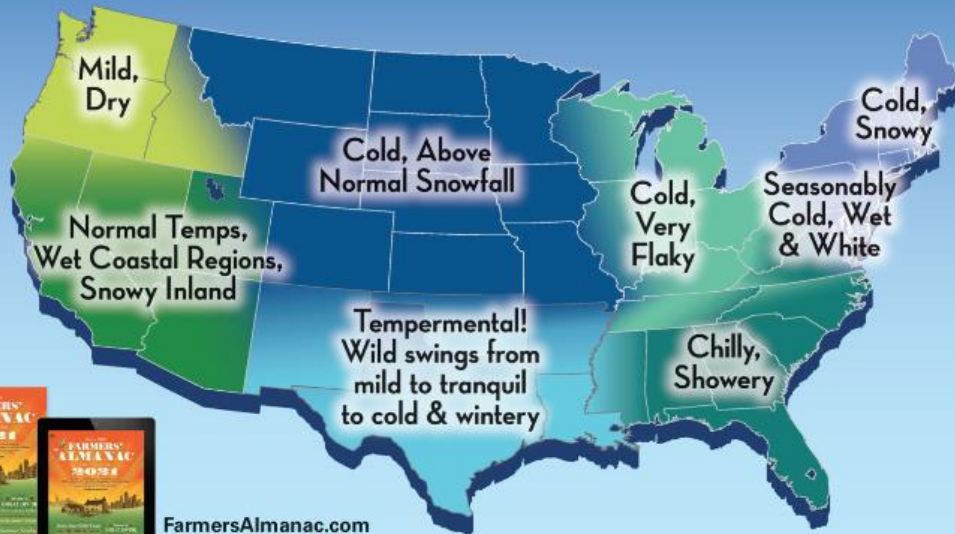 Mild,
Dry
Cold, Above
Normal Snowfall
Cold,
Snowy
Cold,
Very
Flaky
Seasonably
Cold, Wet
& White
Normal Temps,
Wet Coastal Regions,
Snowy Inland
Tempermental!
Wild swings from
mild to tranquil
to cold & wintery
Chilly,
Showery
FARMERS'
ALMANAC
2021
FarmersAlmanac.com